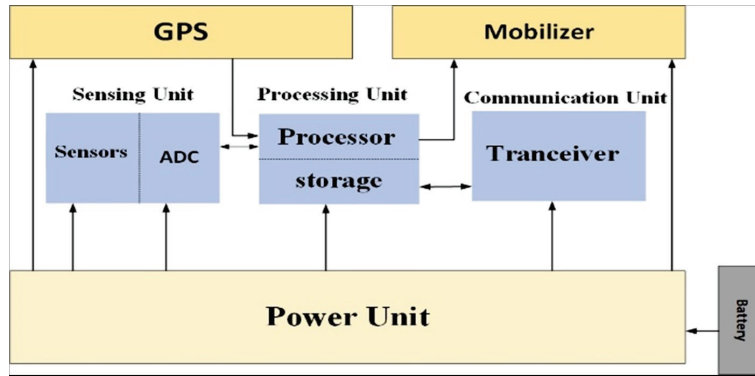 GPS
Mobilizer
Sensing Unit
Processing Unit
Communication Unit
Sensors
ADC
Processor
storage
Tranceiver
Power Unit
Battery